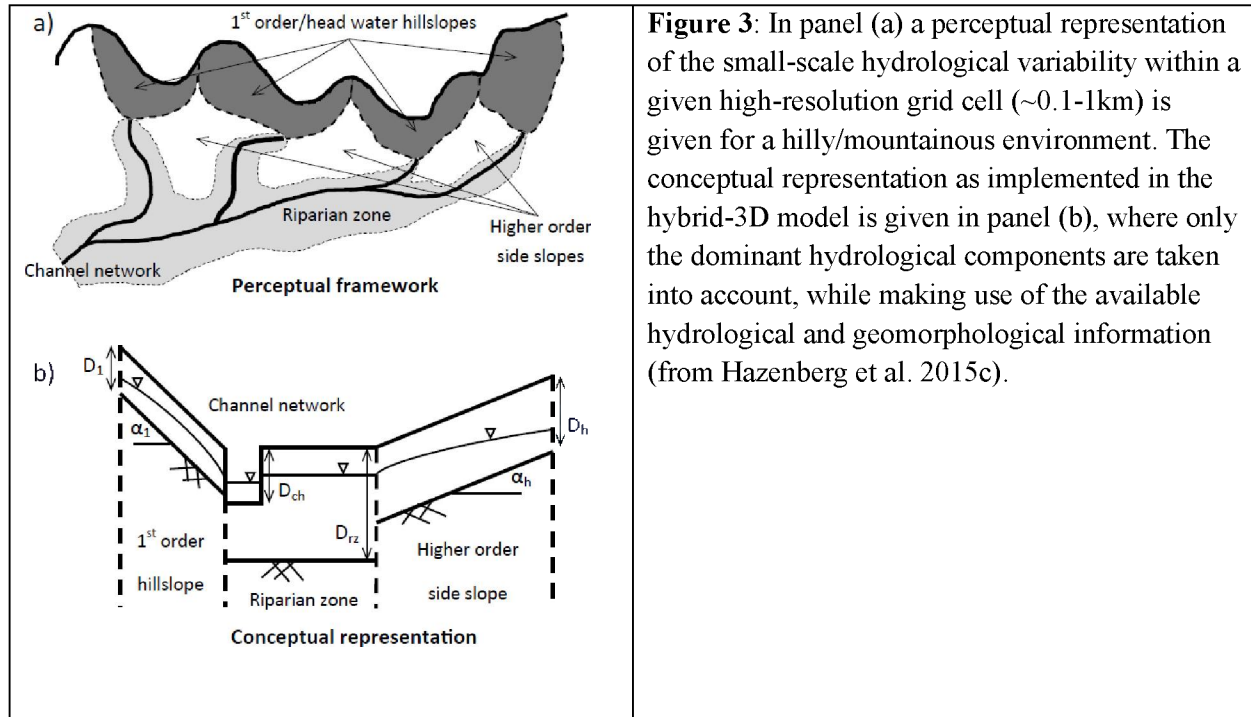 a)
1st order/head water hillslopes
Riparian zone
Higher order
side slopes
Channel network
Perceptual framework
b)
D1
Channel network
Dh
α1
Dch
αh
Drz
1st order
hillslope
Higher order
side slope
Riparian zone
Conceptual representation
Figure 3: In panel (a) a perceptual representation
of the small-scale hydrological variability within a
given high-resolution grid cell (~0.1-1km) is
given for a hilly/mountainous environment. The
conceptual representation as implemented in the
hybrid-3D model is given in panel (b), where only
the dominant hydrological components are taken
into account, while making use of the available
hydrological and geomorphological information
(from Hazenberg et al. 2015c).